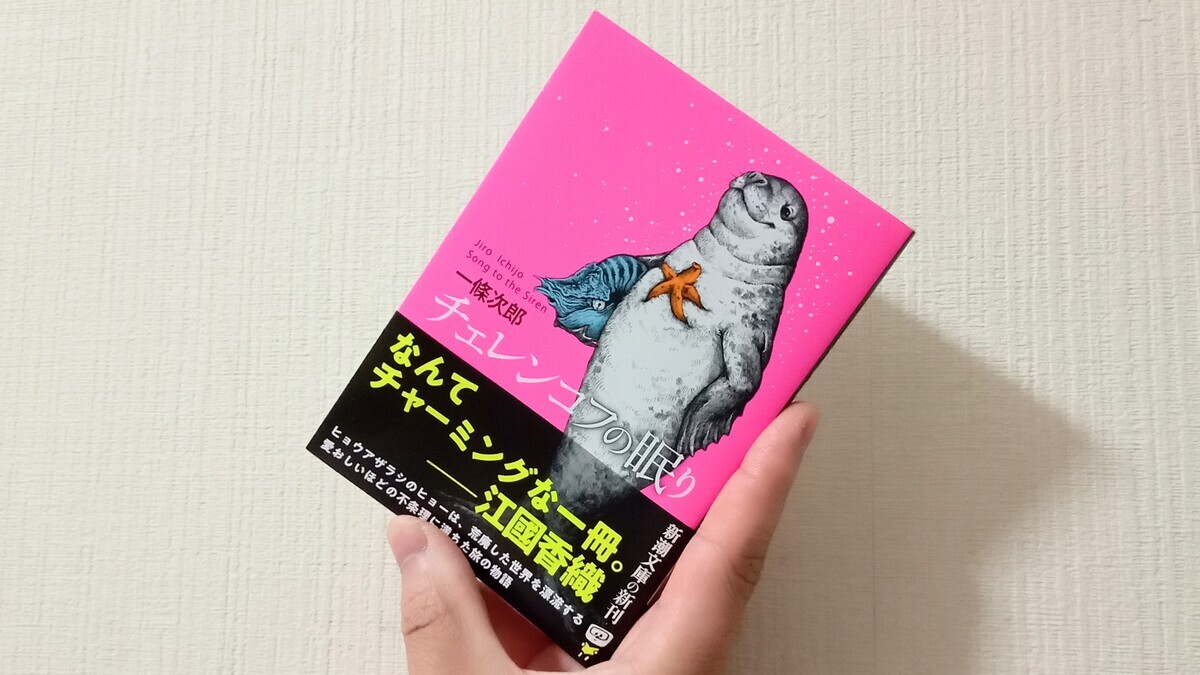 Jiro Ichijo
Song to the Siren
一條次郎
チェレンコフの眠り
なんて
チャーミングな一冊。
──江國香織
ヒョウアザラシのヒョーは、荒廃した世界を漂流する
愛おしいほどの不条理に満ちた旅の物語
新潮文庫の新刊